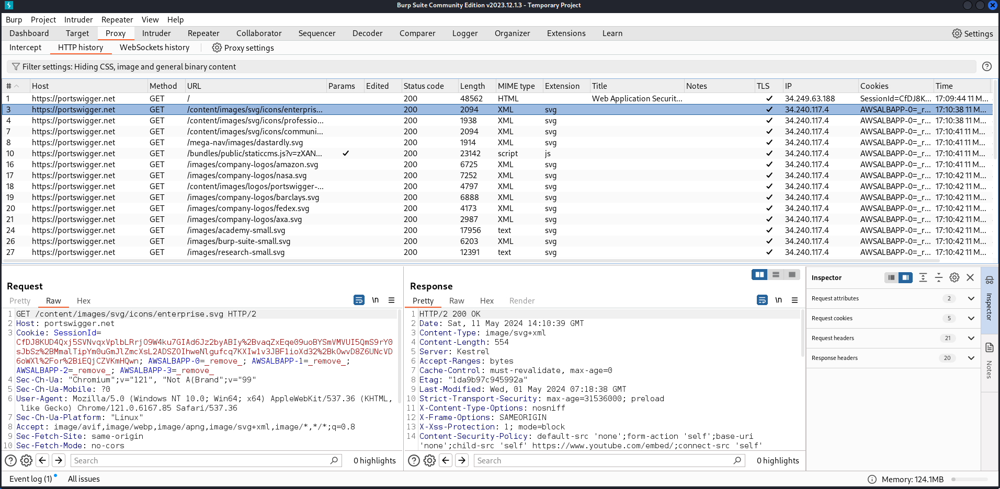 Burp Suite Community Edition v2023.12.1.3 - Temporary Project
Burp Project Intruder Repeater View Help
Dashboard Target Proxy Intruder Repeater Collaborator Sequencer Decoder Comparer Logger Organizer Extensions Learn Settings
Intercept HTTP history WebSockets history Proxy settings
Filter settings: Hiding CSS, image and general binary content
# Host Method URL Params Edited Status code Length MIME type Extension Title Notes TLS IP Cookies Time
1 https://portswigger.net GET / 200 48562 HTML Web Application Securit... ✓ 34.249.63.188 SessionId=CfDJ8K... 17:09:44 11 M...
3 https://portswigger.net GET /content/images/svg/icons/enterpris... 200 2094 XML svg ✓ 34.240.117.4 AWSALBAPP-0=_r... 17:10:38 11 M...
4 https://portswigger.net GET /content/images/svg/icons/professio... 200 1938 XML svg ✓ 34.240.117.4 AWSALBAPP-0=_r... 17:10:38 11 M...
7 https://portswigger.net GET /content/images/svg/icons/communi... 200 2094 XML svg ✓ 34.240.117.4 AWSALBAPP-0=_r... 17:10:41 11 M...
8 https://portswigger.net GET /mega-nav/images/dastardly.svg 200 1914 XML svg ✓ 34.240.117.4 AWSALBAPP-0=_r... 17:10:41 11 M...
10 https://portswigger.net GET /bundles/public/staticcms.js?v=zXAN... ✓ 200 23142 script js ✓ 34.240.117.4 AWSALBAPP-0=_r... 17:10:41 11 M...
16 https://portswigger.net GET /images/company-logos/amazon.svg 200 6725 XML svg ✓ 34.240.117.4 AWSALBAPP-0=_r... 17:10:41 11 M...
17 https://portswigger.net GET /images/company-logos/nasa.svg 200 7252 XML svg ✓ 34.240.117.4 AWSALBAPP-0=_r... 17:10:42 11 M...
18 https://portswigger.net GET /content/images/logos/portswigger-... 200 4797 XML svg ✓ 34.240.117.4 AWSALBAPP-0=_r... 17:10:42 11 M...
19 https://portswigger.net GET /images/company-logos/barclays.svg 200 6888 XML svg ✓ 34.240.117.4 AWSALBAPP-0=_r... 17:10:42 11 M...
20 https://portswigger.net GET /images/company-logos/fedex.svg 200 4173 XML svg ✓ 34.240.117.4 AWSALBAPP-0=_r... 17:10:42 11 M...
21 https://portswigger.net GET /images/company-logos/axa.svg 200 2987 XML svg ✓ 34.240.117.4 AWSALBAPP-0=_r... 17:10:42 11 M...
24 https://portswigger.net GET /images/academy-small.svg 200 17956 text svg ✓ 34.240.117.4 AWSALBAPP-0=_r... 17:10:42 11 M...
26 https://portswigger.net GET /images/burp-suite-small.svg 200 6203 XML svg ✓ 34.240.117.4 AWSALBAPP-0=_r... 17:10:42 11 M...
27 https://portswigger.net GET /images/research-small.svg 200 12391 text svg ✓ 34.240.117.4 AWSALBAPP-0=_r... 17:10:42 11 M...
Request
Pretty Raw Hex \n
1 GET /content/images/svg/icons/enterprise.svg HTTP/2
2 Host: portswigger.net
3 Cookie: SessionId=
CfDJ8KUD4Qxj5SVNvqxVplbLRrjO9W4ku7GIAd6Jz2byABIy%2BvaqZxEqe09uoBYSmVMVUI5QmS9rY0
sJbSz%2BMmalTipYm0uGmJlZmcXsL2ADSZOIhweNlgufcq7KXIw1v3JBF1ioXd32%2BkOwvD8Z6UNcVD
6oWXl%2For%2BiEQjCZVKmHQwn; AWSALBAPP-0=_remove_; AWSALBAPP-1=_remove_;
AWSALBAPP-2=_remove_; AWSALBAPP-3=_remove_
4 Sec-Ch-Ua: "Chromium";v="121", "Not A(Brand";v="99"
5 Sec-Ch-Ua-Mobile: ?0
6 User-Agent: Mozilla/5.0 (Windows NT 10.0; Win64; x64) AppleWebKit/537.36 (KHTML,
like Gecko) Chrome/121.0.6167.85 Safari/537.36
7 Sec-Ch-Ua-Platform: "Linux"
8 Accept: image/avif,image/webp,image/apng,image/svg+xml,image/*,*/*;q=0.8
9 Sec-Fetch-Site: same-origin
10 Sec-Fetch-Mode: no-cors
Search 0 highlights
Response
Pretty Raw Hex Render \n
1 HTTP/2 200 OK
2 Date: Sat, 11 May 2024 14:10:39 GMT
3 Content-Type: image/svg+xml
4 Content-Length: 554
5 Server: Kestrel
6 Accept-Ranges: bytes
7 Cache-Control: must-revalidate, max-age=0
8 Etag: "1da9b97c945992a"
9 Last-Modified: Wed, 01 May 2024 07:18:38 GMT
10 Strict-Transport-Security: max-age=31536000; preload
11 X-Content-Type-Options: nosniff
12 X-Frame-Options: SAMEORIGIN
13 X-Xss-Protection: 1; mode=block
14 Content-Security-Policy: default-src 'none';form-action 'self';base-uri
'none';child-src 'self' https://www.youtube.com/embed/;connect-src 'self'
Search 0 highlights
Inspector
Request attributes 2
Request cookies 5
Request headers 21
Response headers 20
Inspector
Notes
Event log (1) All issues
Memory: 124.1MB